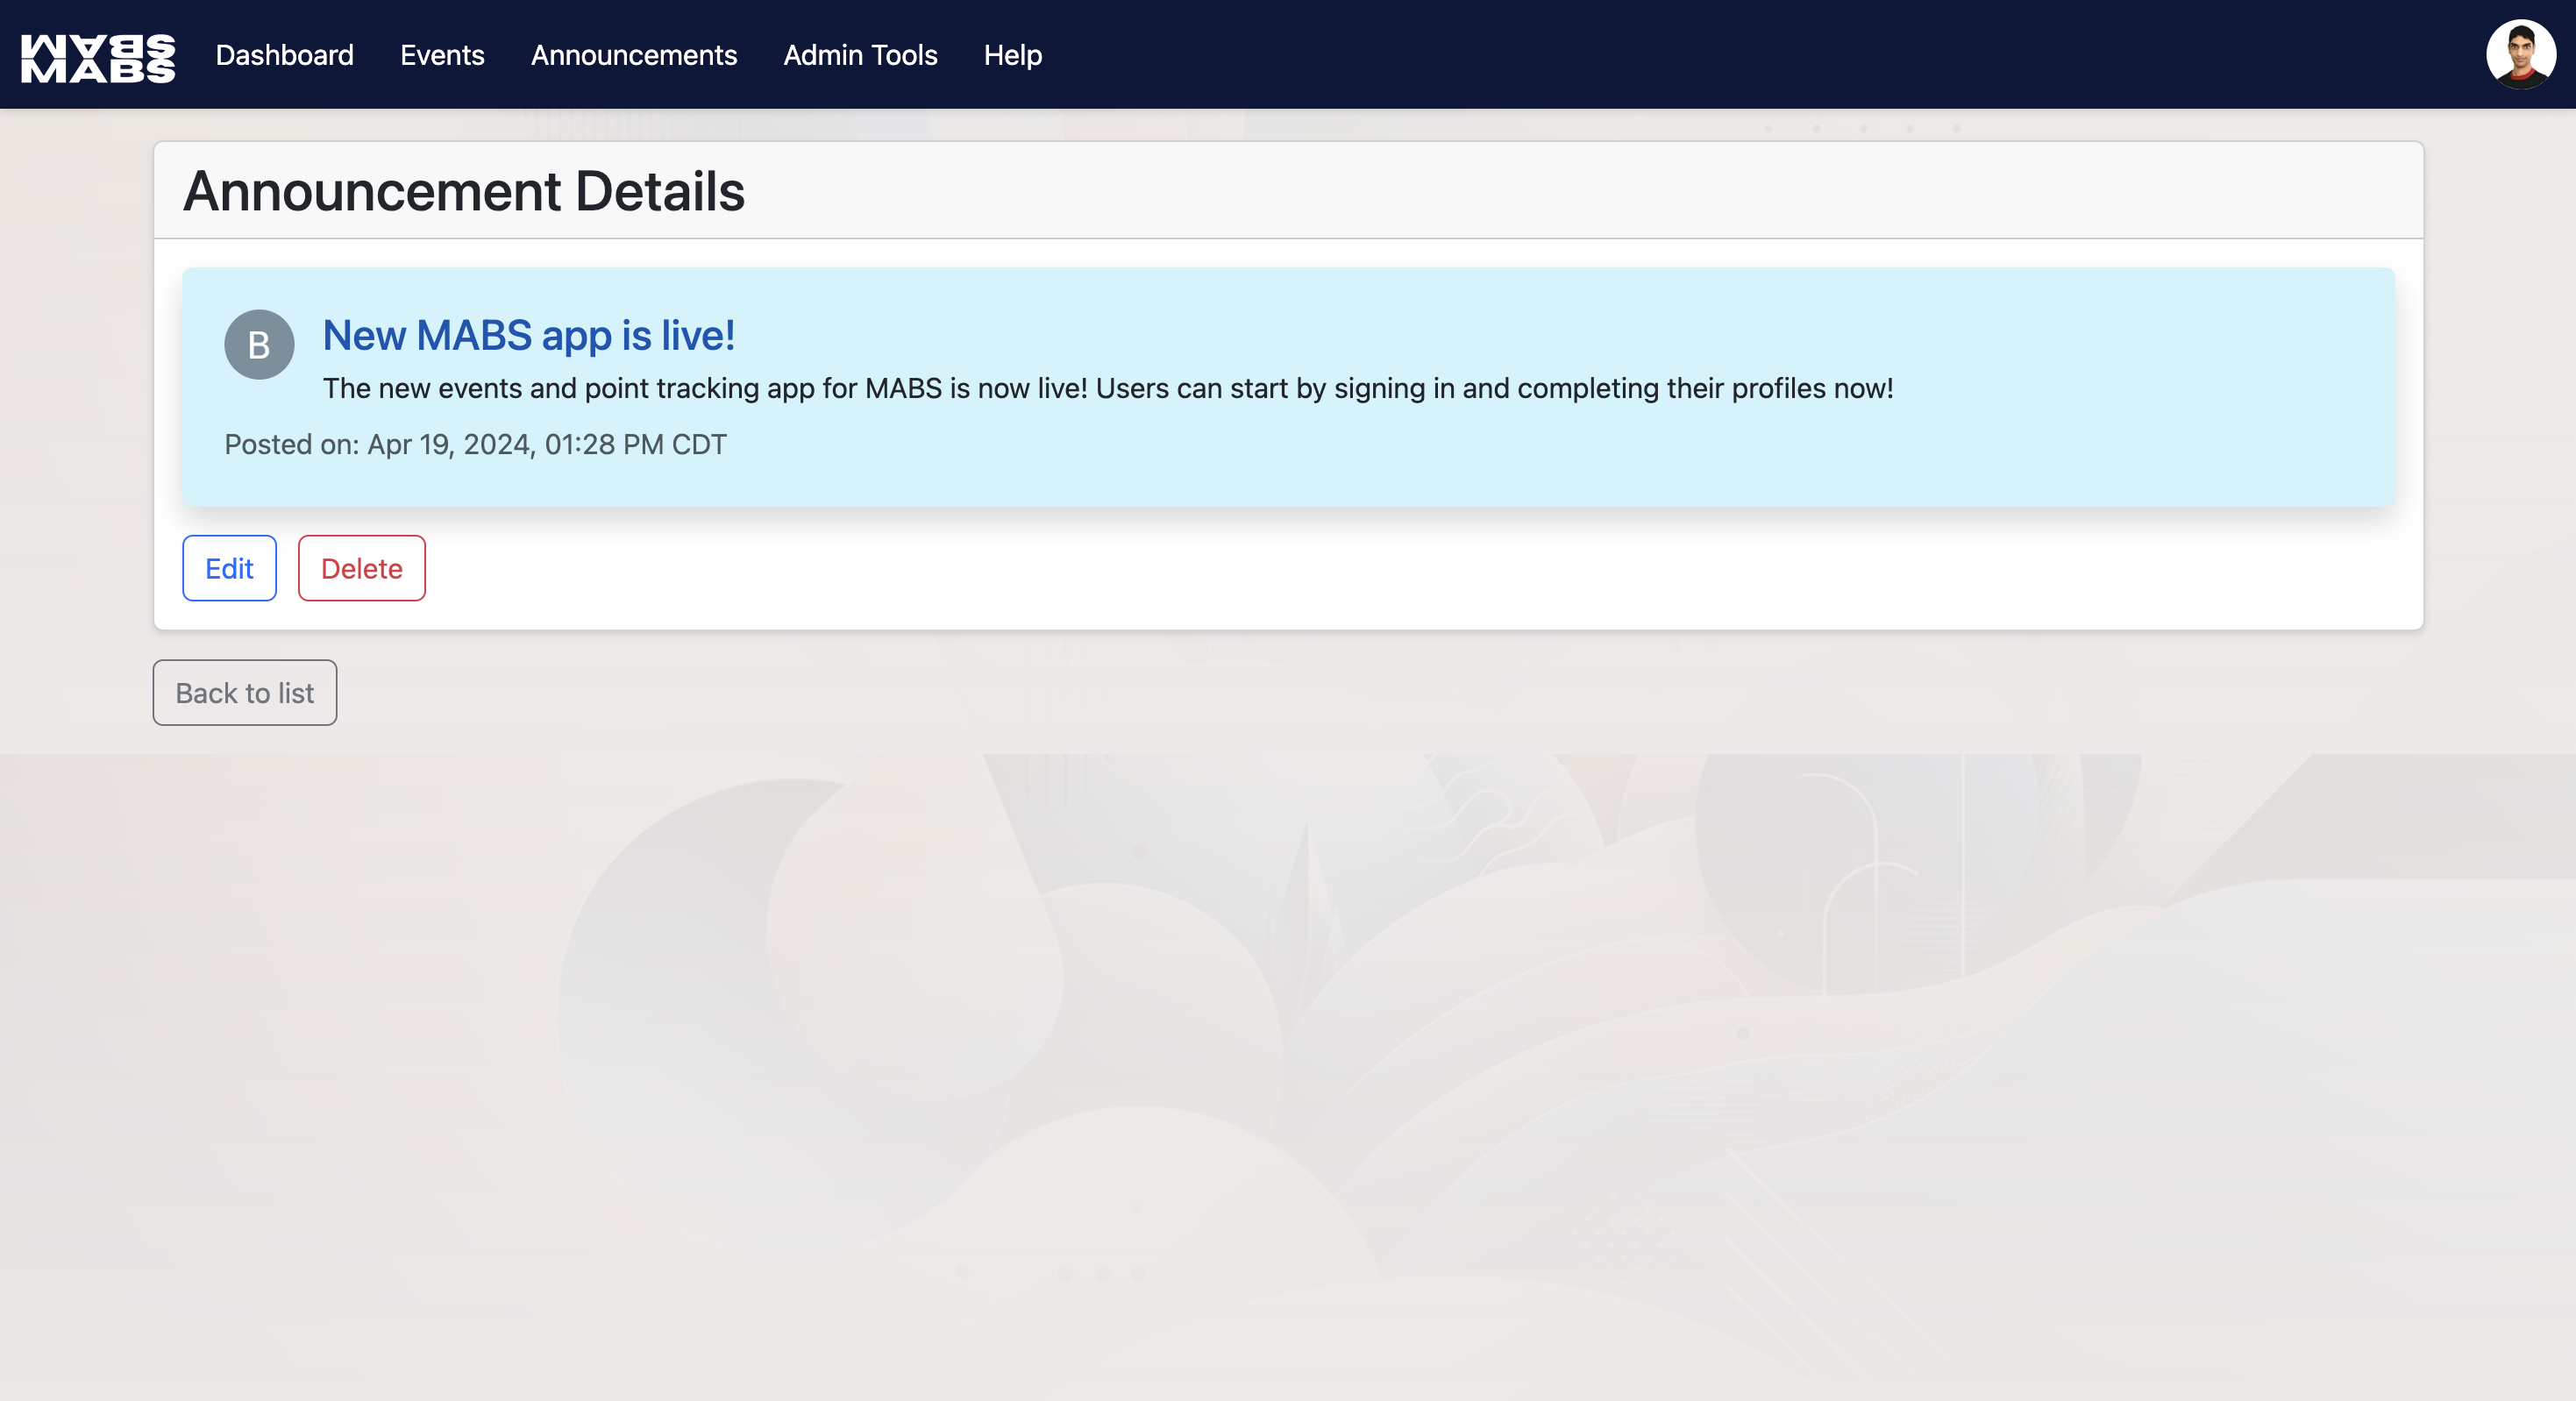 MABS
Dashboard Events Announcements Admin Tools Help
Announcement Details
B
New MABS app is live!
The new events and point tracking app for MABS is now live! Users can start by signing in and completing their profiles now!
Posted on: Apr 19, 2024, 01:28 PM CDT
Edit Delete
Back to list